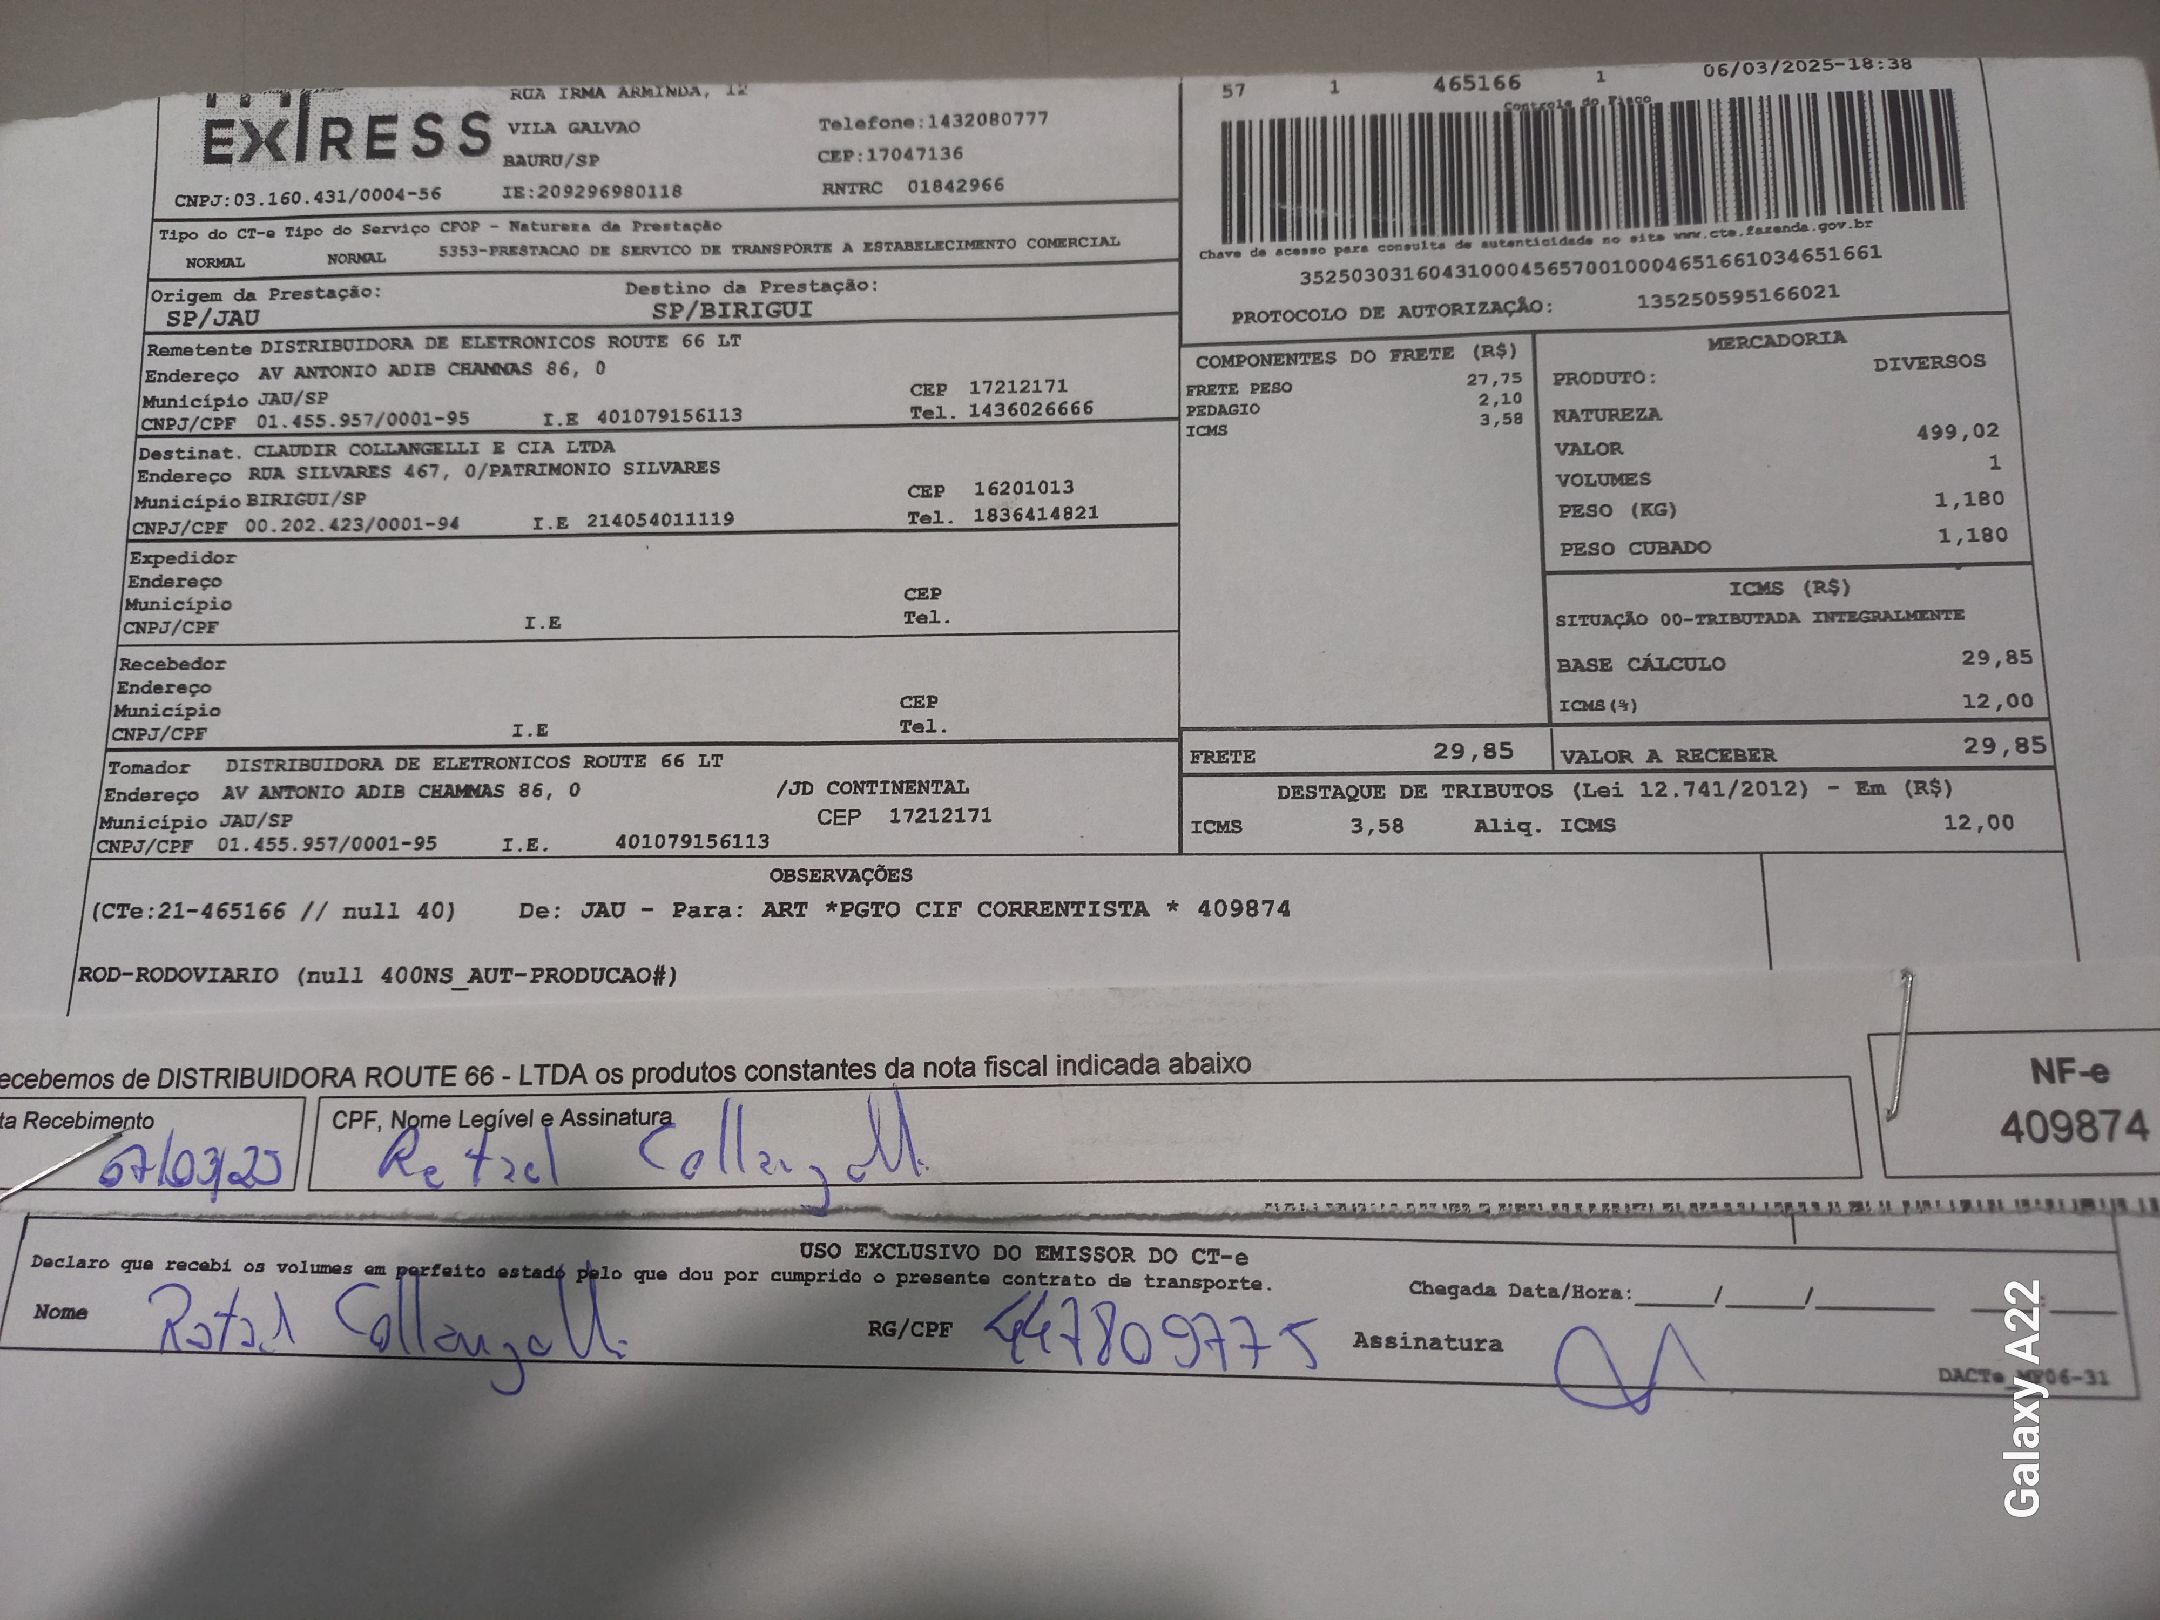 EXPRESS
RUA IRMA ARMINDA, 12
VILA GALVAO
Telefone:1432080777
BAURU/SP
CEP:17047136
CNPJ:03.160.431/0004-56
IE:209296980118
RNTRC 01842966
57 1 465166 1 06/03/2025-18:38
Controle do Fisco
Chave de acesso para consulta de autenticidade no site www.cte.fazenda.gov.br
35250303160431000456570010004651661034651661
PROTOCOLO DE AUTORIZAÇÃO: 135250595166021
Tipo do CT-e Tipo do Serviço CFOP - Natureza da Prestação
NORMAL NORMAL 5353-PRESTACAO DE SERVICO DE TRANSPORTE A ESTABELECIMENTO COMERCIAL
Origem da Prestação: Destino da Prestação:
SP/JAU SP/BIRIGUI
Remetente DISTRIBUIDORA DE ELETRONICOS ROUTE 66 LT
Endereço AV ANTONIO ADIB CHAMMAS 86, 0
Município JAU/SP CEP 17212171
CNPJ/CPF 01.455.957/0001-95 I.E 401079156113 Tel. 1436026666
Destinat. CLAUDIR COLLANGELLI E CIA LTDA
Endereço RUA SILVARES 467, 0/PATRIMONIO SILVARES
Município BIRIGUI/SP CEP 16201013
CNPJ/CPF 00.202.423/0001-94 I.E 214054011119 Tel. 1836414821
Expedidor
Endereço
Município CEP
CNPJ/CPF I.E Tel.
Recebedor
Endereço
Município CEP
CNPJ/CPF I.E Tel.
Tomador DISTRIBUIDORA DE ELETRONICOS ROUTE 66 LT
Endereço AV ANTONIO ADIB CHAMMAS 86, 0 /JD CONTINENTAL
Município JAU/SP CEP 17212171
CNPJ/CPF 01.455.957/0001-95 I.E. 401079156113
COMPONENTES DO FRETE (R$)
FRETE PESO 27,75
PEDAGIO 2,10
ICMS 3,58
MERCADORIA
PRODUTO: DIVERSOS
NATUREZA
VALOR 499,02
VOLUMES 1
PESO (KG) 1,180
PESO CUBADO 1,180
ICMS (R$)
SITUAÇÃO 00-TRIBUTADA INTEGRALMENTE
BASE CÁLCULO 29,85
ICMS(%) 12,00
FRETE 29,85 VALOR A RECEBER 29,85
DESTAQUE DE TRIBUTOS (Lei 12.741/2012) - Em (R$)
ICMS 3,58 Aliq. ICMS 12,00
OBSERVAÇÕES
(CTe:21-465166 // null 40) De: JAU - Para: ART *PGTO CIF CORRENTISTA * 409874
ROD-RODOVIARIO (null 400NS_AUT-PRODUCAO#)
ecebemos de DISTRIBUIDORA ROUTE 66 - LTDA os produtos constantes da nota fiscal indicada abaixo
ta Recebimento CPF, Nome Legível e Assinatura
07/03/25 Rafael Collangelli
NF-e
409874
USO EXCLUSIVO DO EMISSOR DO CT-e
Declaro que recebi os volumes em perfeito estado pelo que dou por cumprido o presente contrato de transporte.
Chegada Data/Hora:____/____/______ ___:____
Nome Rafael Collangelli RG/CPF 447809775 Assinatura
Galaxy A22